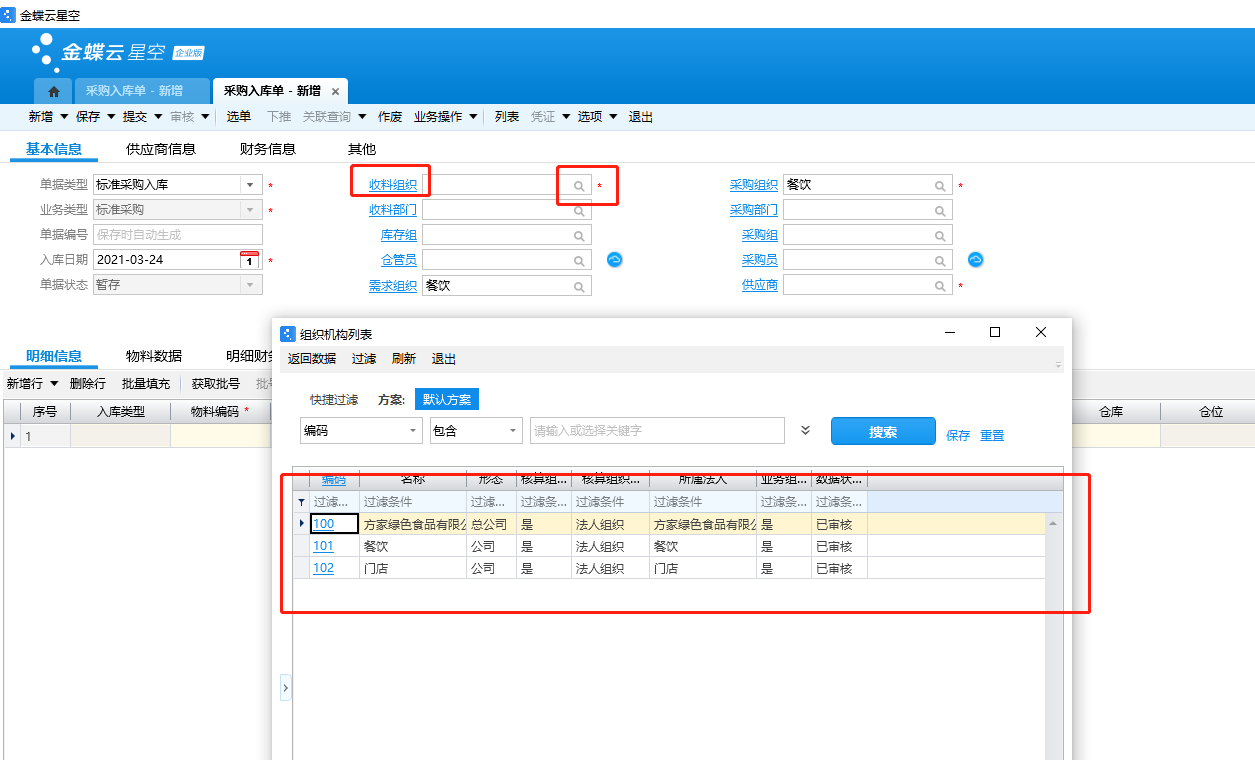 金蝶云星空
金蝶云 星空 企业版
采购入库单 - 新增 采购入库单 - 新增 ×
新增 保存 提交 审核 选单 下推 关联查询 作废 业务操作 列表 凭证 选项 退出
基本信息 供应商信息 财务信息 其他
单据类型 标准采购入库 * 收料组织 * 采购组织 餐饮 *
业务类型 标准采购 * 收料部门 采购部门
单据编号 保存时自动生成 库存组 采购组
入库日期 2021-03-24 1 * 仓管员 采购员
单据状态 暂存 需求组织 餐饮 供应商 *
组织机构列表
明细信息 物料数据 明细财务
返回数据 过滤 刷新 退出
新增行 删除行 批量填充 获取批号 批号
快捷过滤 方案: 默认方案
序号 入库类型 物料编码 * 仓库 仓位
编码 包含 请输入或选择关键字 搜索 保存 重置
1
编码 名称 形态 核算组... 核算组织... 所属法人 业务组... 数据状...
过滤... 过滤条件 过滤... 过滤条... 过滤条件 过滤条件 过滤条... 过滤条...
100 方家绿色食品有限公 总公司 是 法人组织 方家绿色食品有限公 是 已审核
101 餐饮 公司 是 法人组织 餐饮 是 已审核
102 门店 公司 是 法人组织 门店 是 已审核